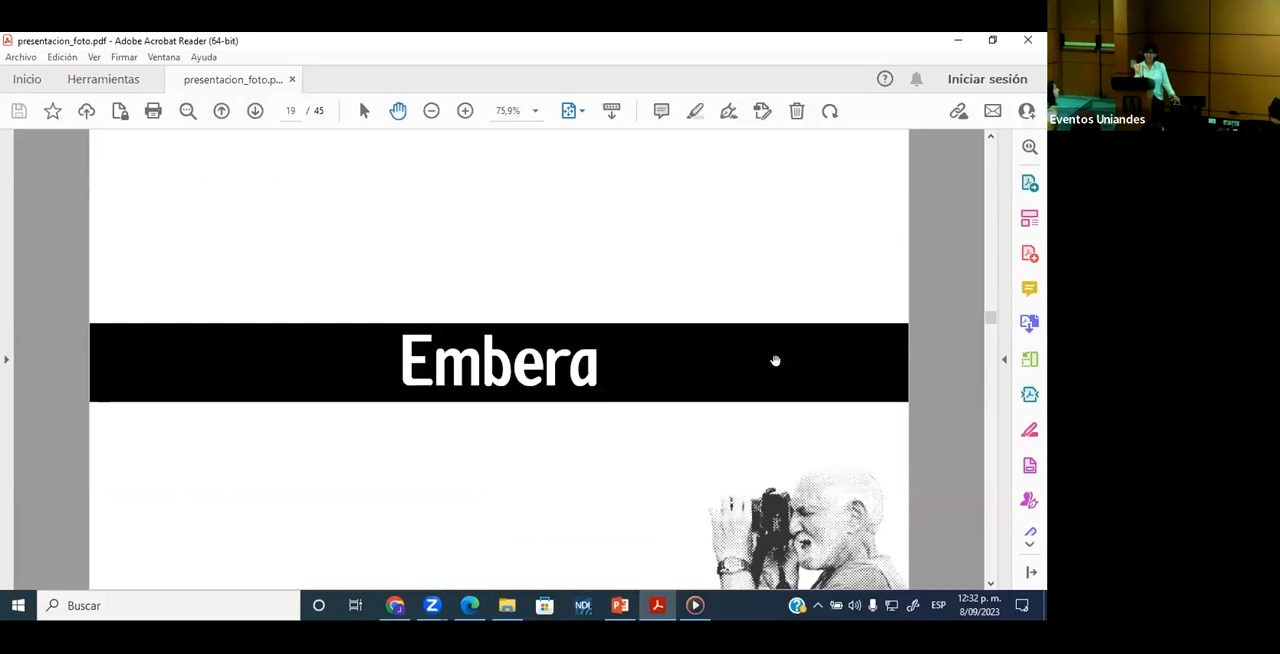 presentacion_foto.pdf - Adobe Acrobat Reader (64-bit)
Archivo Edición Ver Firmar Ventana Ayuda
Inicio Herramientas presentacion_foto.p... × Iniciar sesión
19 / 45 75,9%
Eventos Uniandes
Embera
Buscar
NDI
ESP
12:32 p. m.
8/09/2023